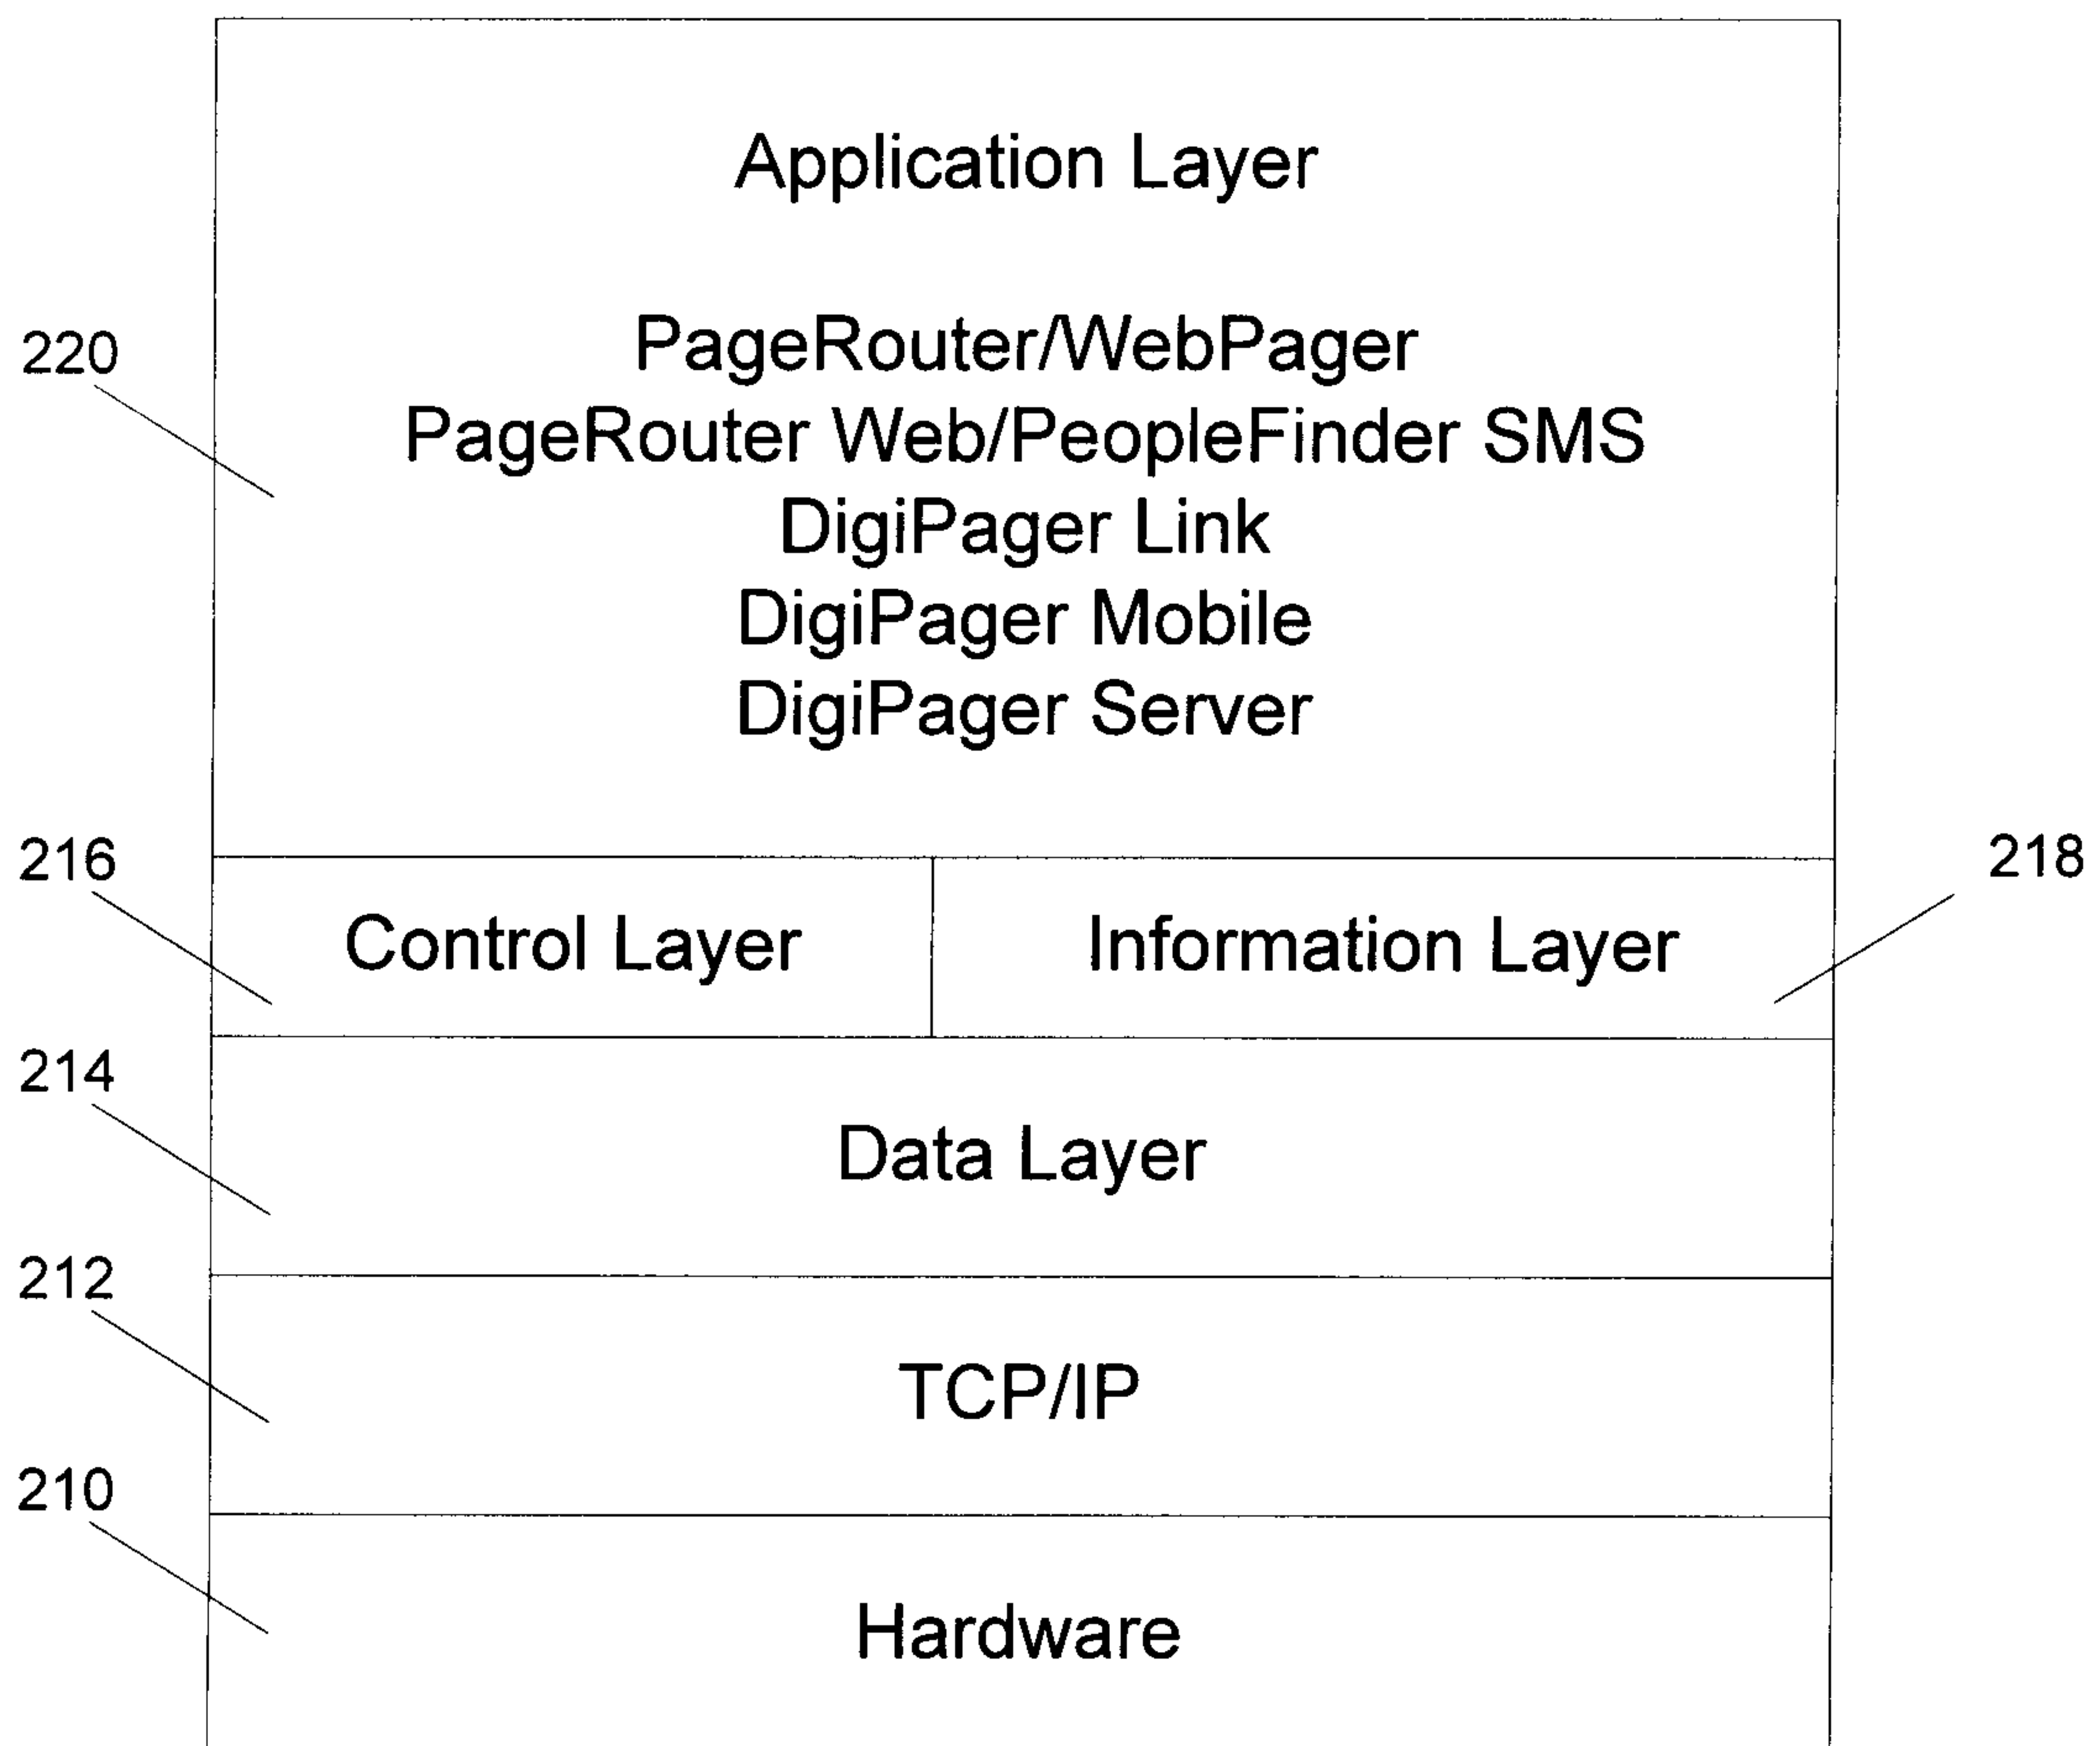 Application Layer
220
PageRouter/WebPager
PageRouter Web/PeopleFinder SMS
DigiPager Link
DigiPager Mobile
DigiPager Server
216
218
Control Layer
Information Layer
214
Data Layer
212
TCP/IP
210
Hardware